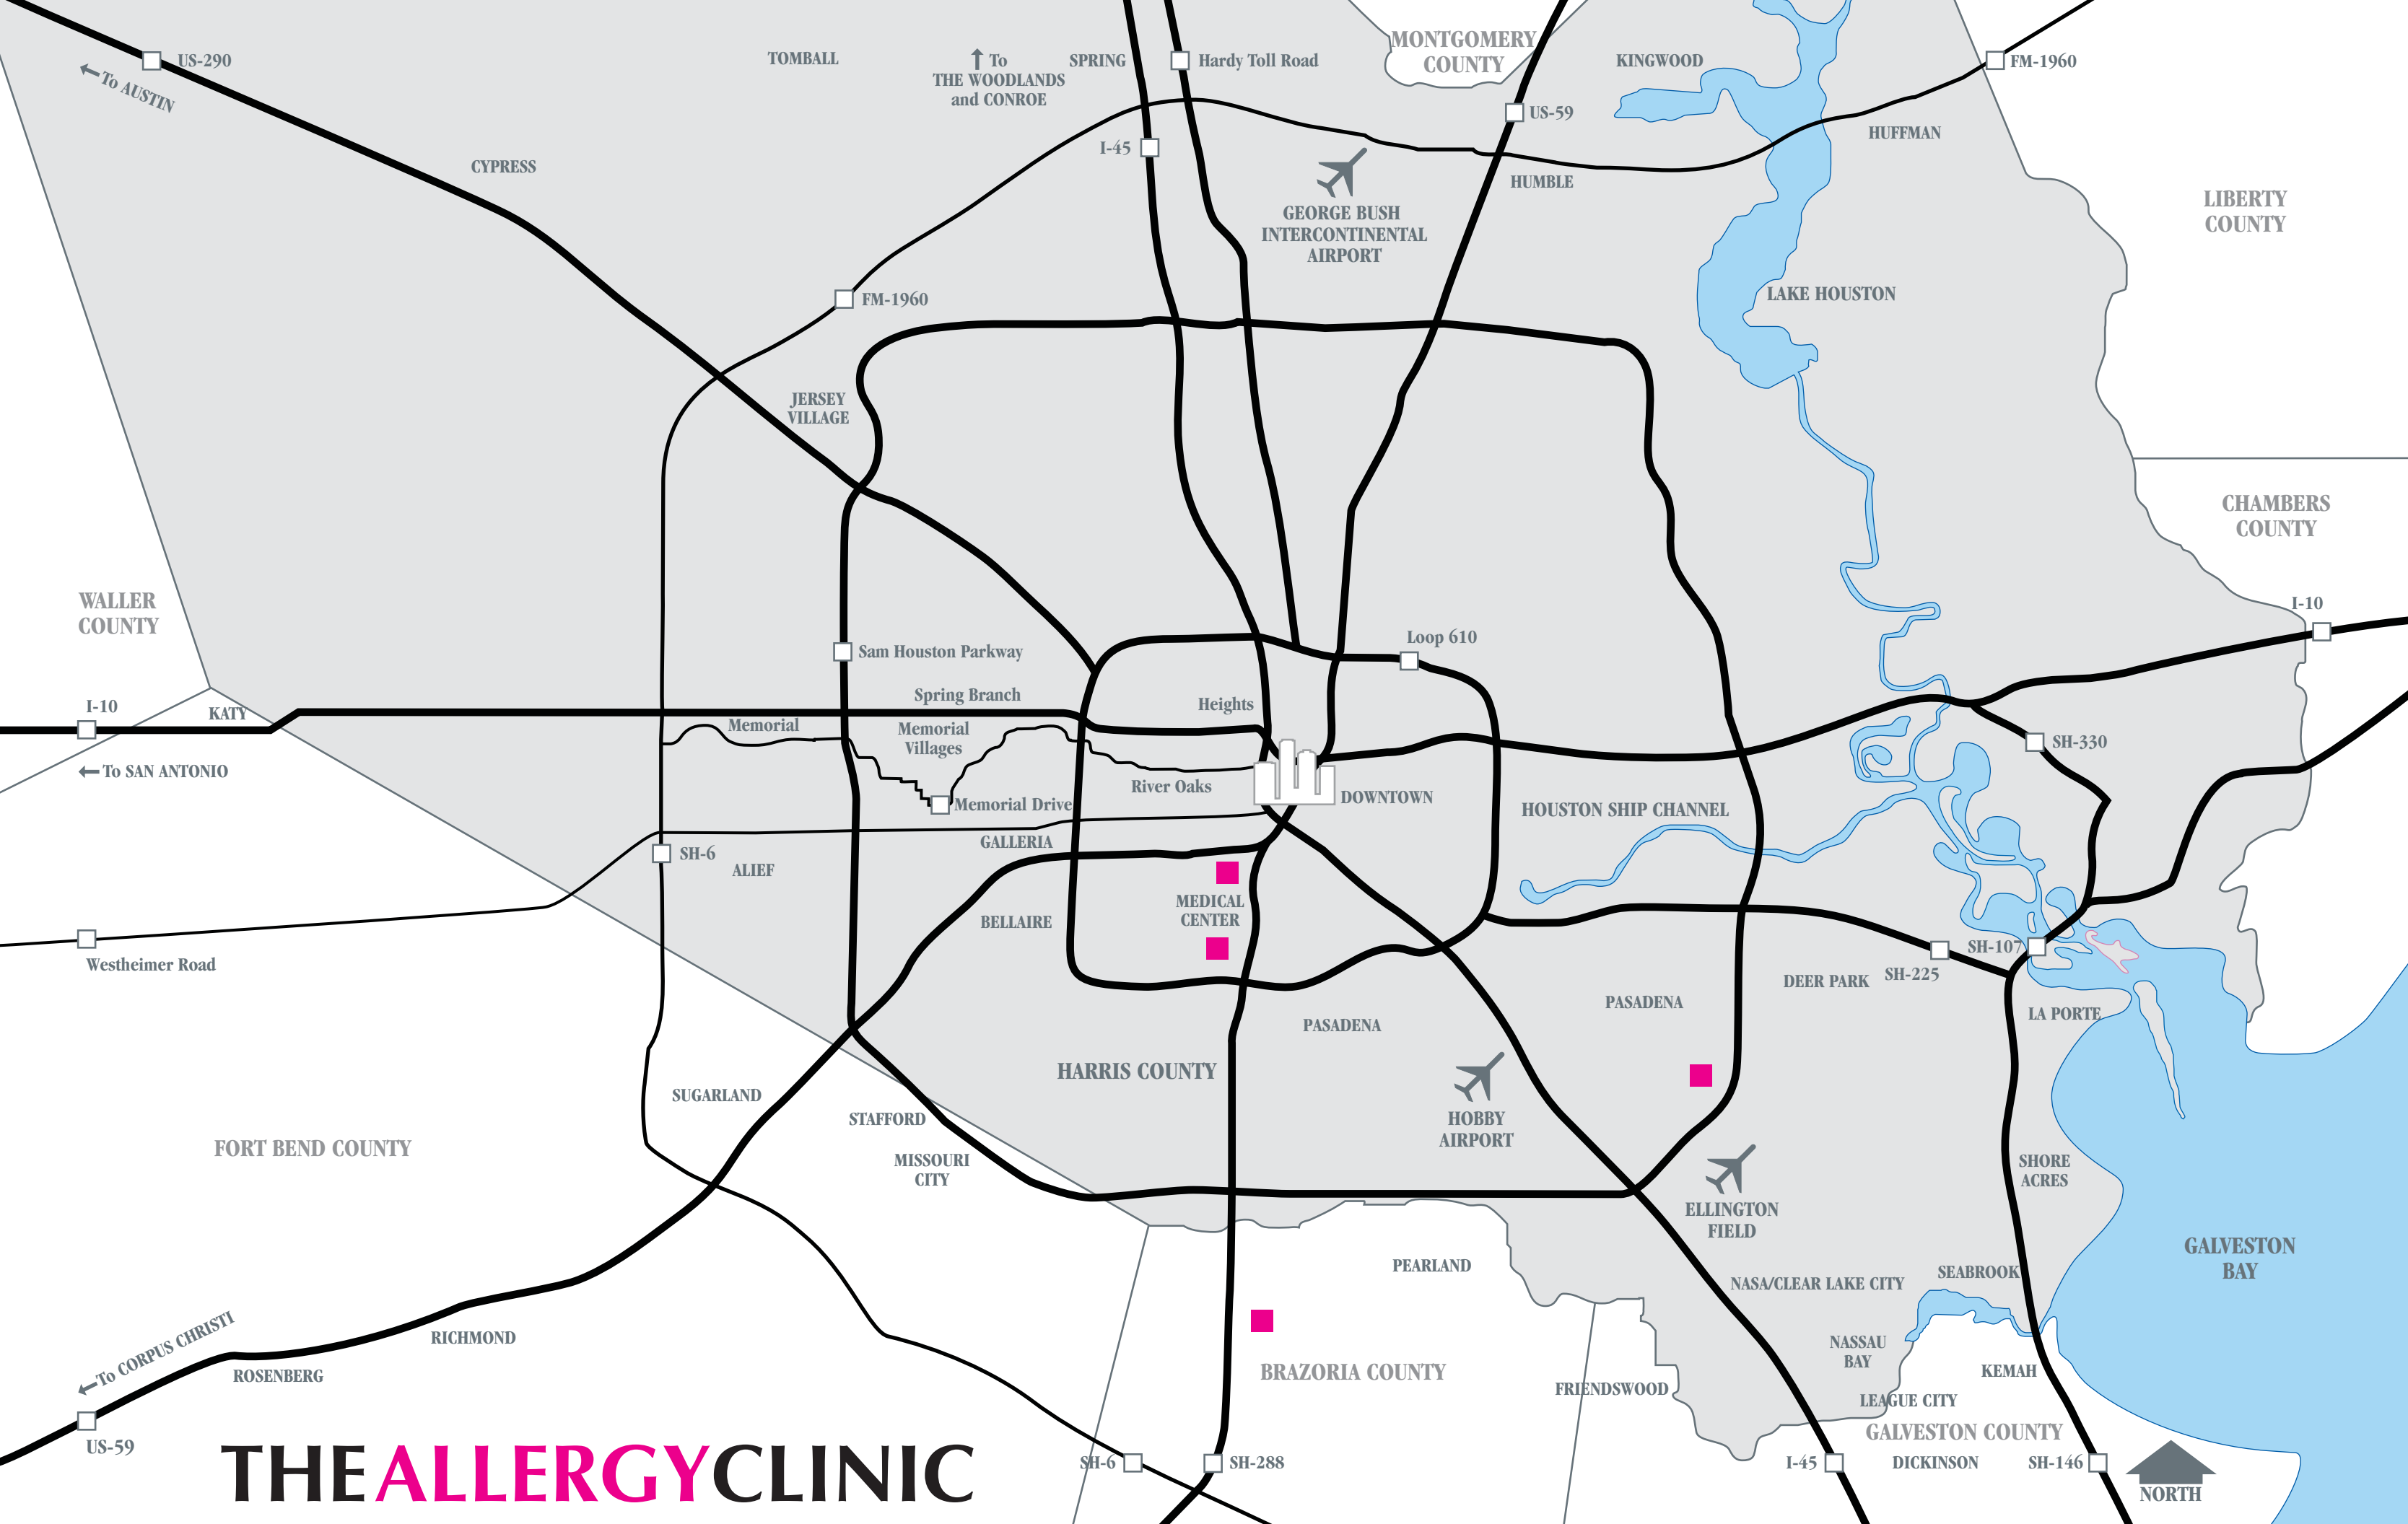 US-290
To AUSTIN
TOMBALL
To
THE WOODLANDS
and CONROE
SPRING
Hardy Toll Road
MONTGOMERY
COUNTY
KINGWOOD
FM-1960
US-59
I-45
HUFFMAN
CYPRESS
HUMBLE
GEORGE BUSH
INTERCONTINENTAL
AIRPORT
LIBERTY
COUNTY
FM-1960
LAKE HOUSTON
JERSEY
VILLAGE
CHAMBERS
COUNTY
WALLER
COUNTY
I-10
Loop 610
Sam Houston Parkway
Spring Branch
Heights
I-10
KATY
Memorial
Memorial
Villages
SH-330
To SAN ANTONIO
River Oaks
Memorial Drive
DOWNTOWN
HOUSTON SHIP CHANNEL
GALLERIA
SH-6
ALIEF
MEDICAL
CENTER
BELLAIRE
SH-107
Westheimer Road
SH-225
DEER PARK
PASADENA
LA PORTE
PASADENA
HARRIS COUNTY
SUGARLAND
STAFFORD
HOBBY
AIRPORT
FORT BEND COUNTY
MISSOURI
CITY
SHORE
ACRES
ELLINGTON
FIELD
GALVESTON
BAY
PEARLAND
SEABROOK
NASA/CLEAR LAKE CITY
To CORPUS CHRISTI
RICHMOND
NASSAU
BAY
ROSENBERG
BRAZORIA COUNTY
KEMAH
FRIENDSWOOD
LEAGUE CITY
GALVESTON COUNTY
US-59
SH-6
SH-288
I-45
DICKINSON
SH-146
NORTH
THEALLERGYCLINIC